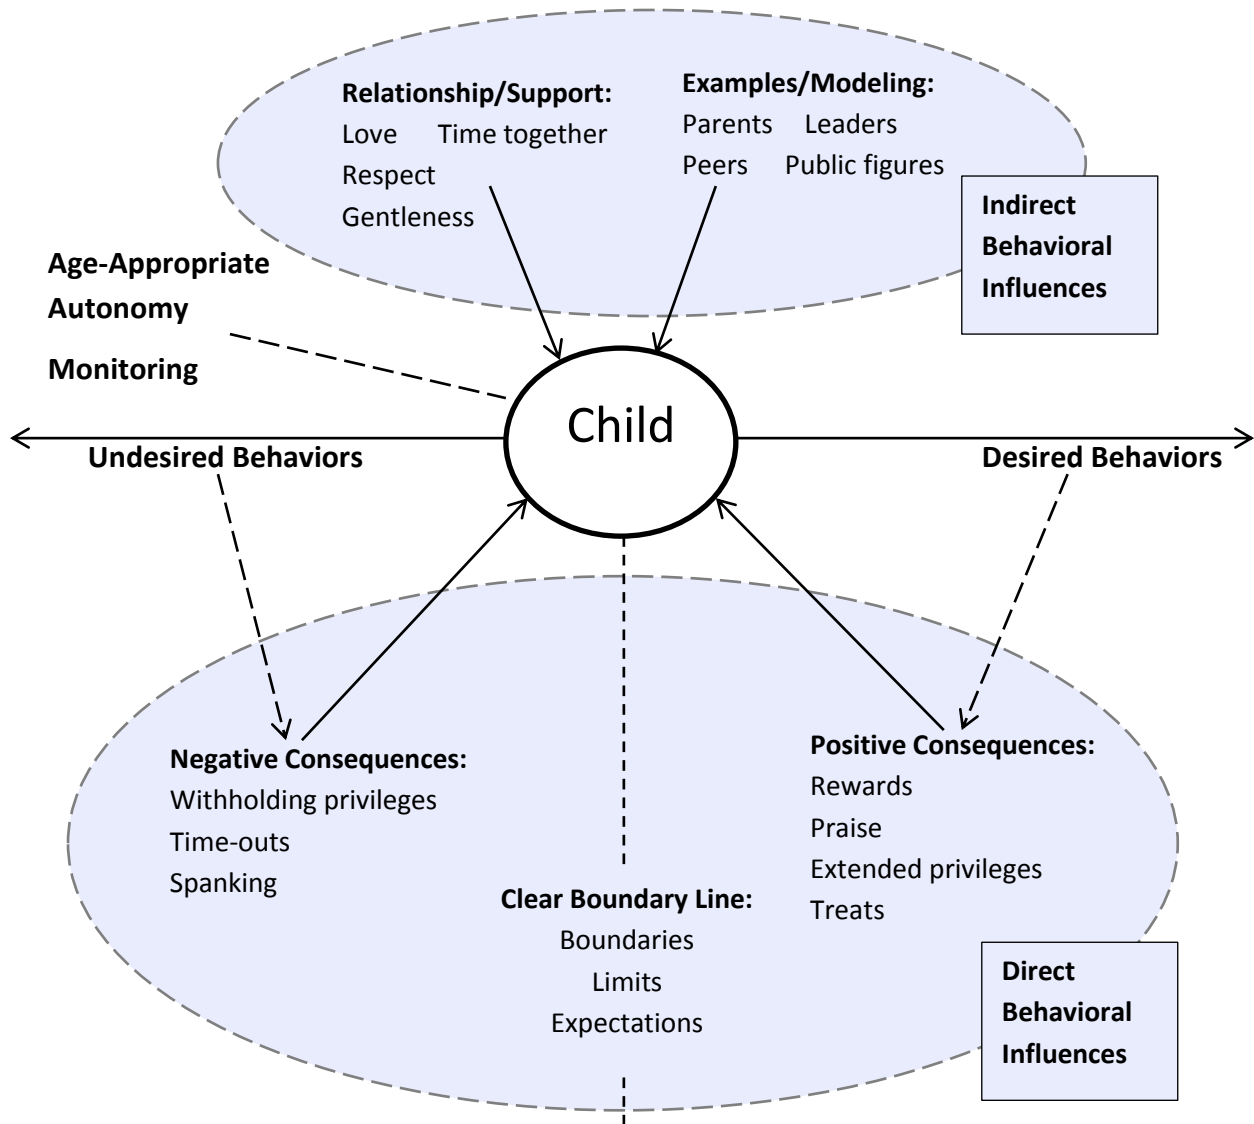 Relationship/Support:
Love Time together
Respect
Gentleness
Examples/Modeling:
Parents Leaders
Peers Public figures
Indirect
Behavioral
Influences
Age-Appropriate
Autonomy
Monitoring
Child
Undesired Behaviors
Desired Behaviors
Negative Consequences:
Withholding privileges
Time-outs
Spanking
Clear Boundary Line:
Boundaries
Limits
Expectations
Positive Consequences:
Rewards
Praise
Extended privileges
Treats
Direct
Behavioral
Influences